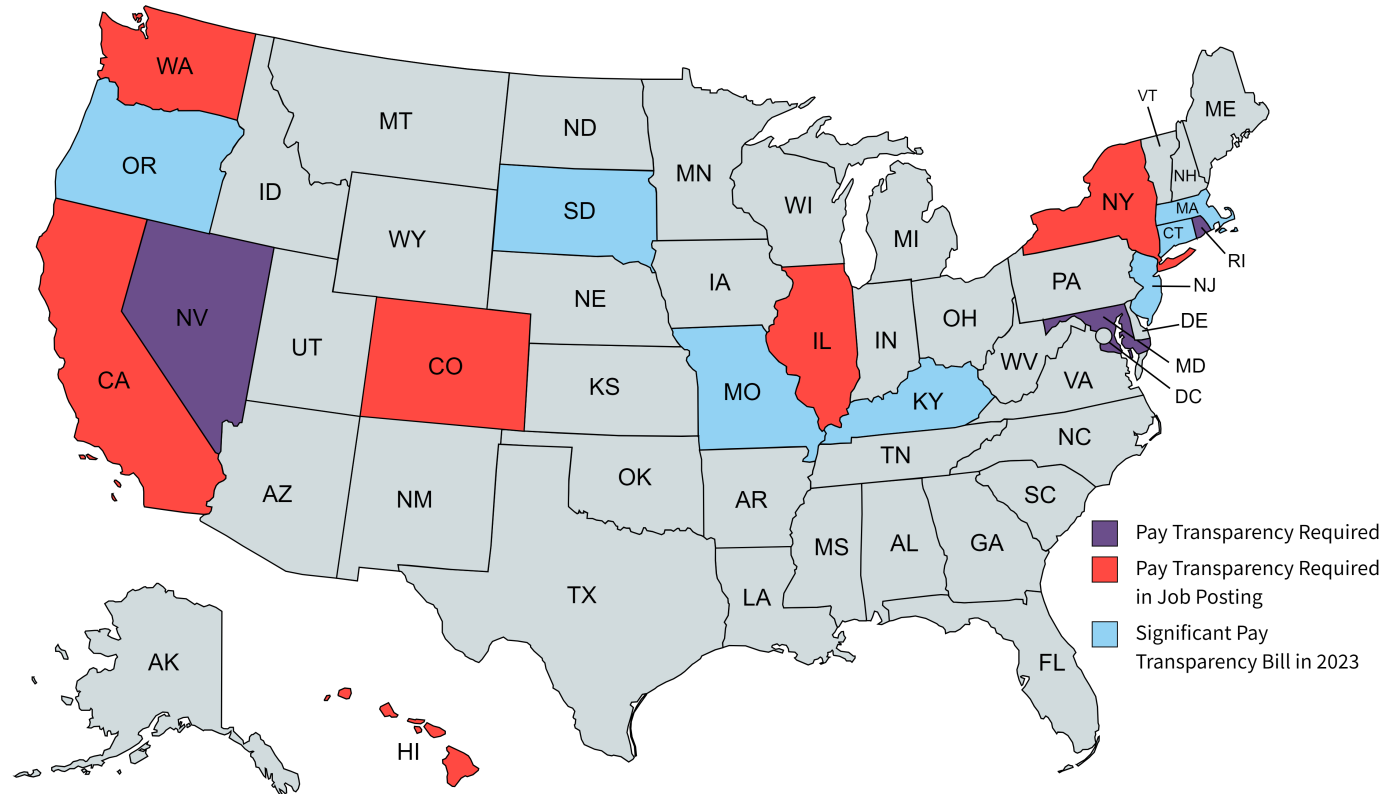 WA
MT
ND
MN
VT
ME
OR
ID
SD
WI
NH
NY
MA
WY
MI
CT
RI
IA
PA
NJ
NE
NV
OH
DE
UT
IL
IN
CO
WV
MD
CA
KS
MO
VA
DC
KY
NC
TN
OK
AZ
NM
AR
SC
MS
AL
GA
TX
LA
AK
FL
HI
Pay Transparency Required
Pay Transparency Required
in Job Posting
Significant Pay
Transparency Bill in 2023